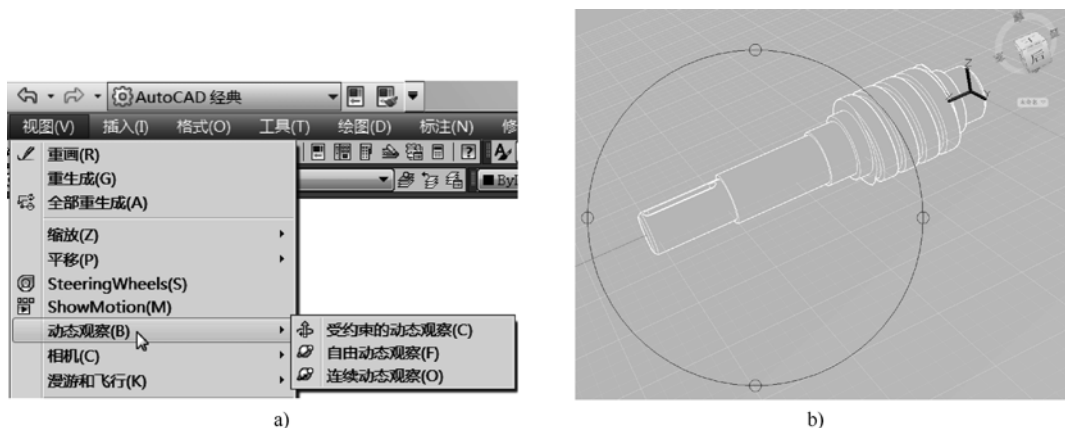 AutoCAD 经典
视图(V) 插入(I) 格式(O) 工具(T) 绘图(D) 标注(N) 修
重画(R)
重生成(G)
全部重生成(A)
缩放(Z)
平移(P)
SteeringWheels(S)
ShowMotion(M)
动态观察(B)
相机(C)
漫游和飞行(K)
ByL
受约束的动态观察(C)
自由动态观察(F)
连续动态观察(O)
a)
Z
b)